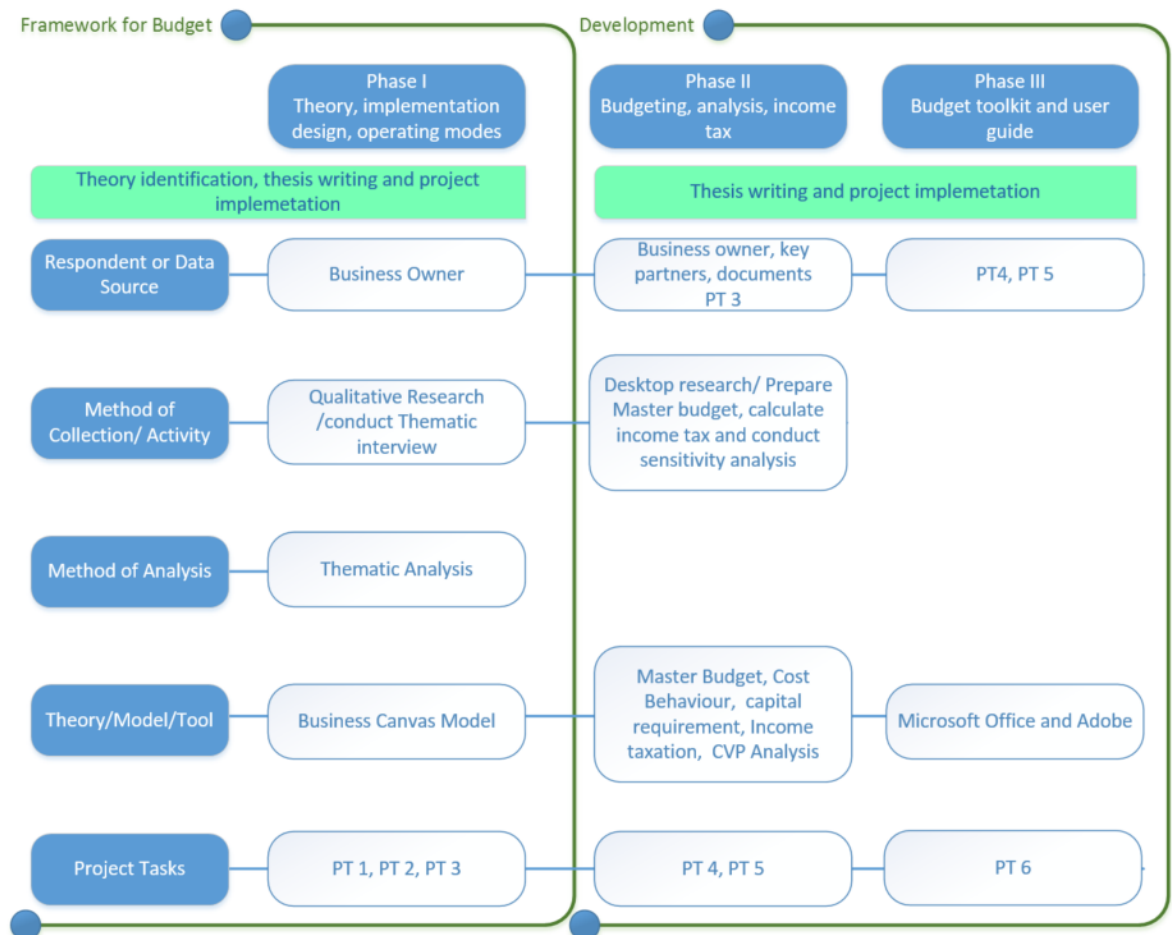 Framework for Budget
Development
Phase I
Theory, implementation
design, operating modes
Phase II
Budgeting, analysis, income
tax
Phase III
Budget toolkit and user
guide
Theory identification, thesis writing and project
implemetation
Thesis writing and project implemetation
Respondent or Data
Source
Business Owner
Business owner, key
partners, documents
PT 3
PT4, PT 5
Method of
Collection/ Activity
Qualitative Research
/conduct Thematic
interview
Desktop research/ Prepare
Master budget, calculate
income tax and conduct
sensitivity analysis
Method of Analysis
Thematic Analysis
Theory/Model/Tool
Business Canvas Model
Master Budget, Cost
Behaviour, capital
requirement, Income
taxation, CVP Analysis
Microsoft Office and Adobe
Project Tasks
PT 1, PT 2, PT 3
PT 4, PT 5
PT 6